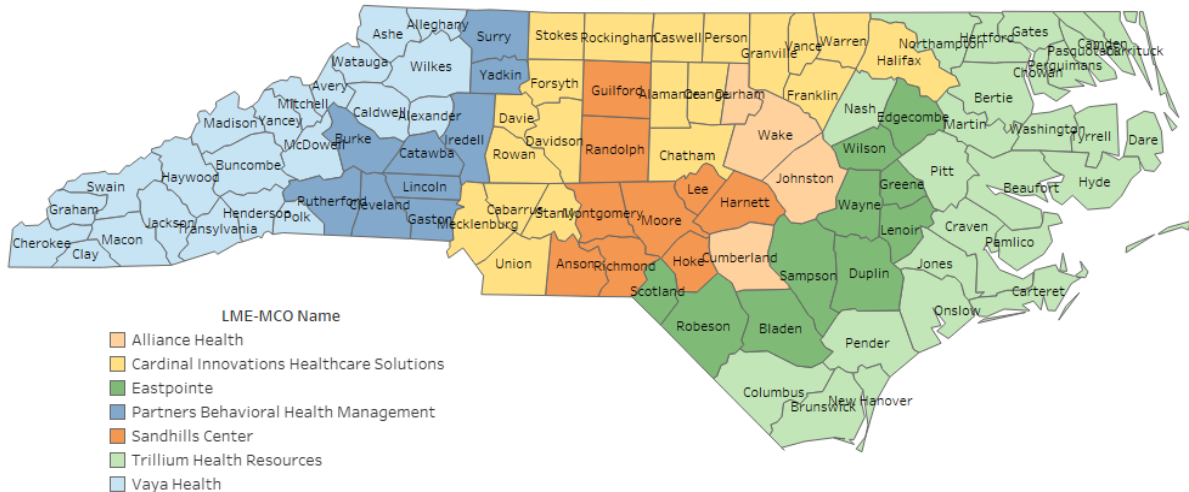 Alleghany
Ashe
Surry
Stokes
Rockingham
Caswell
Person
Granville
Vance
Warren
Northampton
Hertford
Gates
Pasquotank
Camden
Currituck
Perquimans
Chowan
Halifax
Watauga
Wilkes
Yadkin
Forsyth
Guilford
Alamance
Orange
Durham
Franklin
Nash
Edgecombe
Bertie
Martin
Washington
Tyrrell
Dare
Avery
Mitchell
Yancey
Madison
Caldwell
Alexander
Iredell
Davie
Davidson
Randolph
Chatham
Wake
Wilson
Pitt
Beaufort
Hyde
McDowell
Burke
Catawba
Rowan
Buncombe
Haywood
Swain
Graham
Cherokee
Clay
Macon
Jackson
Transylvania
Henderson
Polk
Rutherford
Cleveland
Lincoln
Gaston
Mecklenburg
Cabarrus
Stanly
Union
Anson
Montgomery
Moore
Lee
Harnett
Johnston
Richmond
Hoke
Cumberland
Scotland
Wayne
Greene
Lenoir
Craven
Pamlico
Jones
Carteret
Onslow
Sampson
Duplin
Robeson
Bladen
Pender
Columbus
Brunswick
New Hanover
LME-MCO Name
Alliance Health
Cardinal Innovations Healthcare Solutions
Eastpointe
Partners Behavioral Health Management
Sandhills Center
Trillium Health Resources
Vaya Health